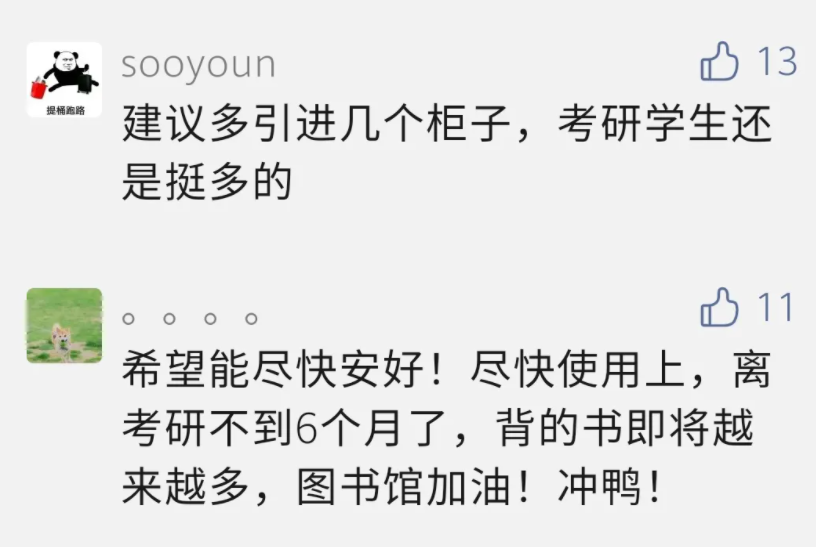 sooyoun
13
提桶跑路
建议多引进几个柜子，考研学生还
是挺多的
。。。。
11
希望能尽快安好！尽快使用上，离
考研不到6个月了，背的书即将越
来越多，图书馆加油！冲鸭！